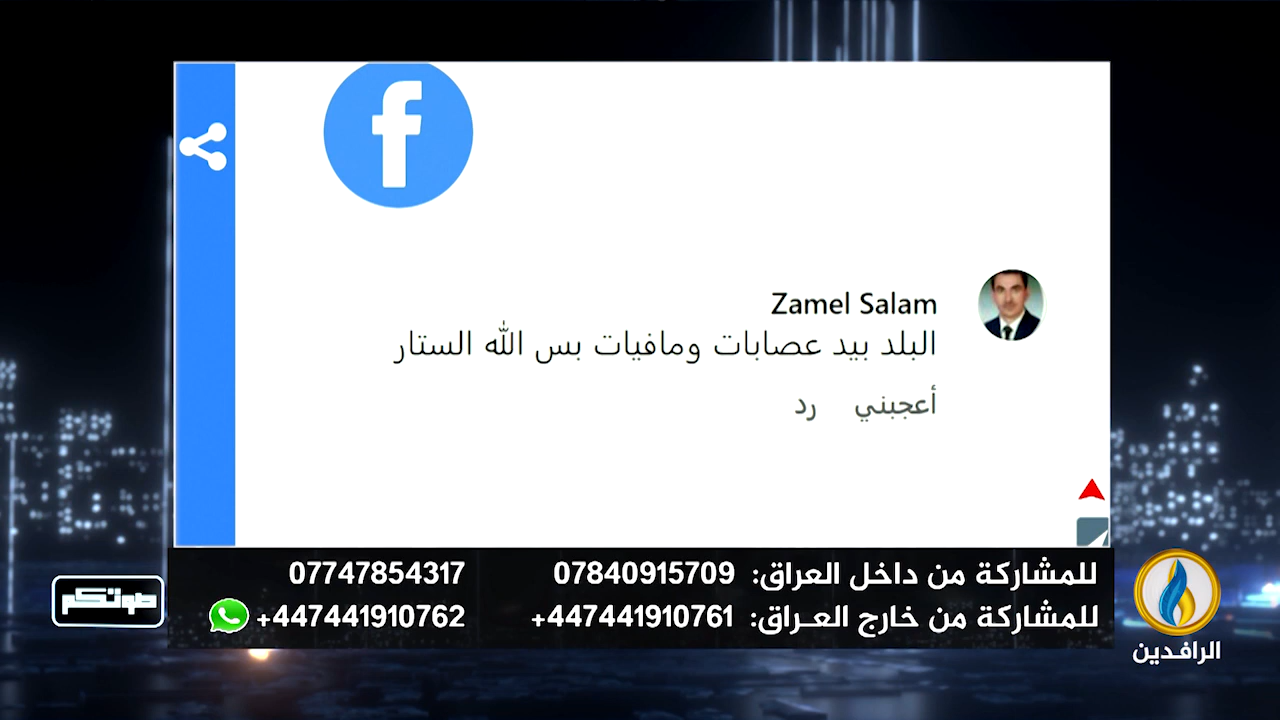 Zamel Salam
البلد بيد عصابات ومافيات بس الله الستار
أعجبني رد
للمشاركة من داخل العراق: 07840915709 07747854317
للمشاركة من خارج العـراق: 447441910761+ 447441910762+
صوتكم
الرافدين